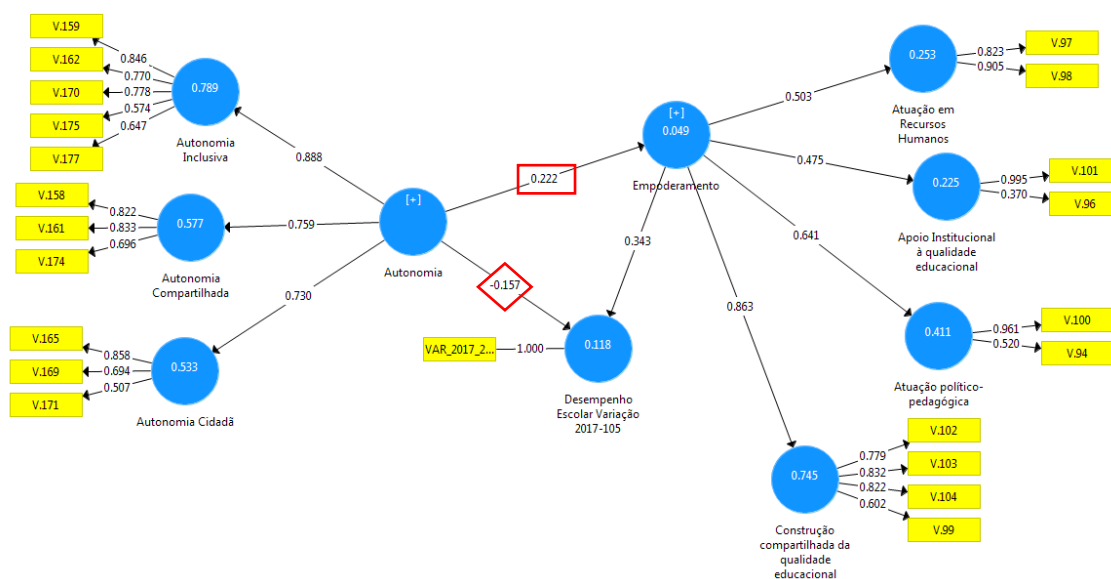 V.159
V.162
V.170
V.175
V.177
0.846
0.770
0.778
0.574
0.647
0.789
Autonomia
Inclusiva
0.888
V.158
V.161
V.174
0.822
0.833
0.696
0.577
Autonomia
Compartilhada
0.759
V.165
V.169
V.171
0.858
0.694
0.507
0.533
Autonomia Cidadã
0.730
[+]
Autonomia
0.222
-0.157
[+]
0.049
Empoderamento
0.343
VAR_2017_2...
1.000
0.118
Desempenho
Escolar Variação
2017-105
0.503
0.253
Atuação em
Recursos
Humanos
0.823
0.905
V.97
V.98
0.475
0.225
Apoio Institucional
à qualidade
educacional
0.995
0.370
V.101
V.96
0.641
0.411
Atuação político-
pedagógica
0.961
0.520
V.100
V.94
0.863
0.745
Construção
compartilhada da
qualidade
educacional
0.779
0.832
0.822
0.602
V.102
V.103
V.104
V.99